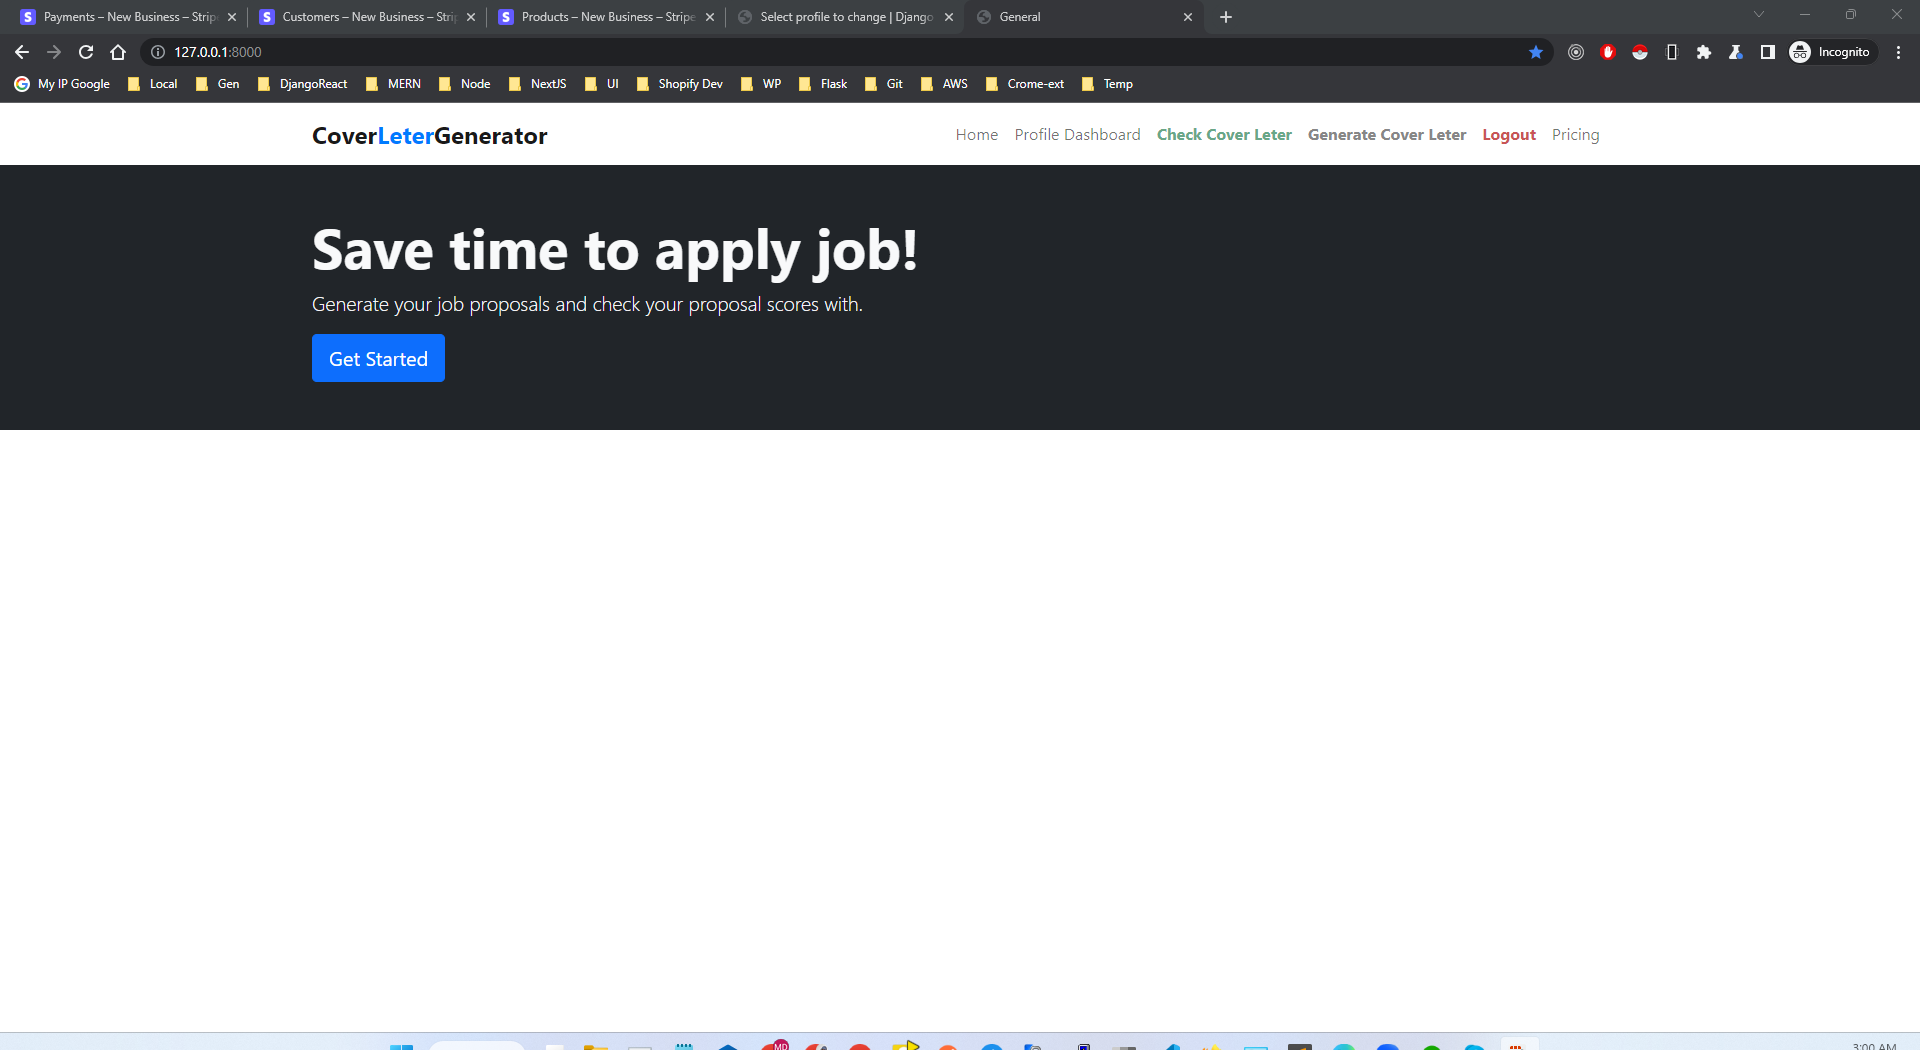 Payments – New Business – Strip
Customers – New Business – Strip
Products – New Business – Stripe
Select profile to change | Django
General
127.0.0.1:8000
Incognito
My IP Google
Local
Gen
DjangoReact
MERN
Node
NextJS
UI
Shopify Dev
WP
Flask
Git
AWS
Crome-ext
Temp
CoverLeterGenerator
Home
Profile Dashboard
Check Cover Leter
Generate Cover Leter
Logout
Pricing
Save time to apply job!
Generate your job proposals and check your proposal scores with.
Get Started
MD
3:00 AM